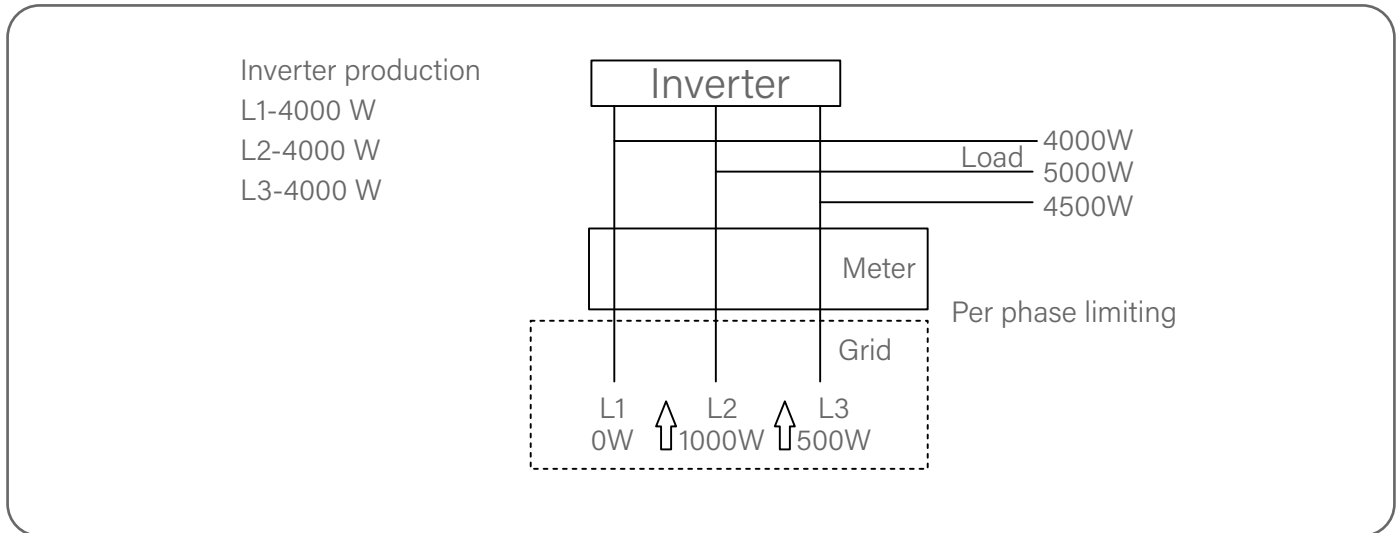 Inverter production
L1-4000 W
L2-4000 W
L3-4000 W
Inverter
4000W
Load
5000W
4500W
Meter
Per phase limiting
Grid
L1 L2 L3
0W 1000W 500W